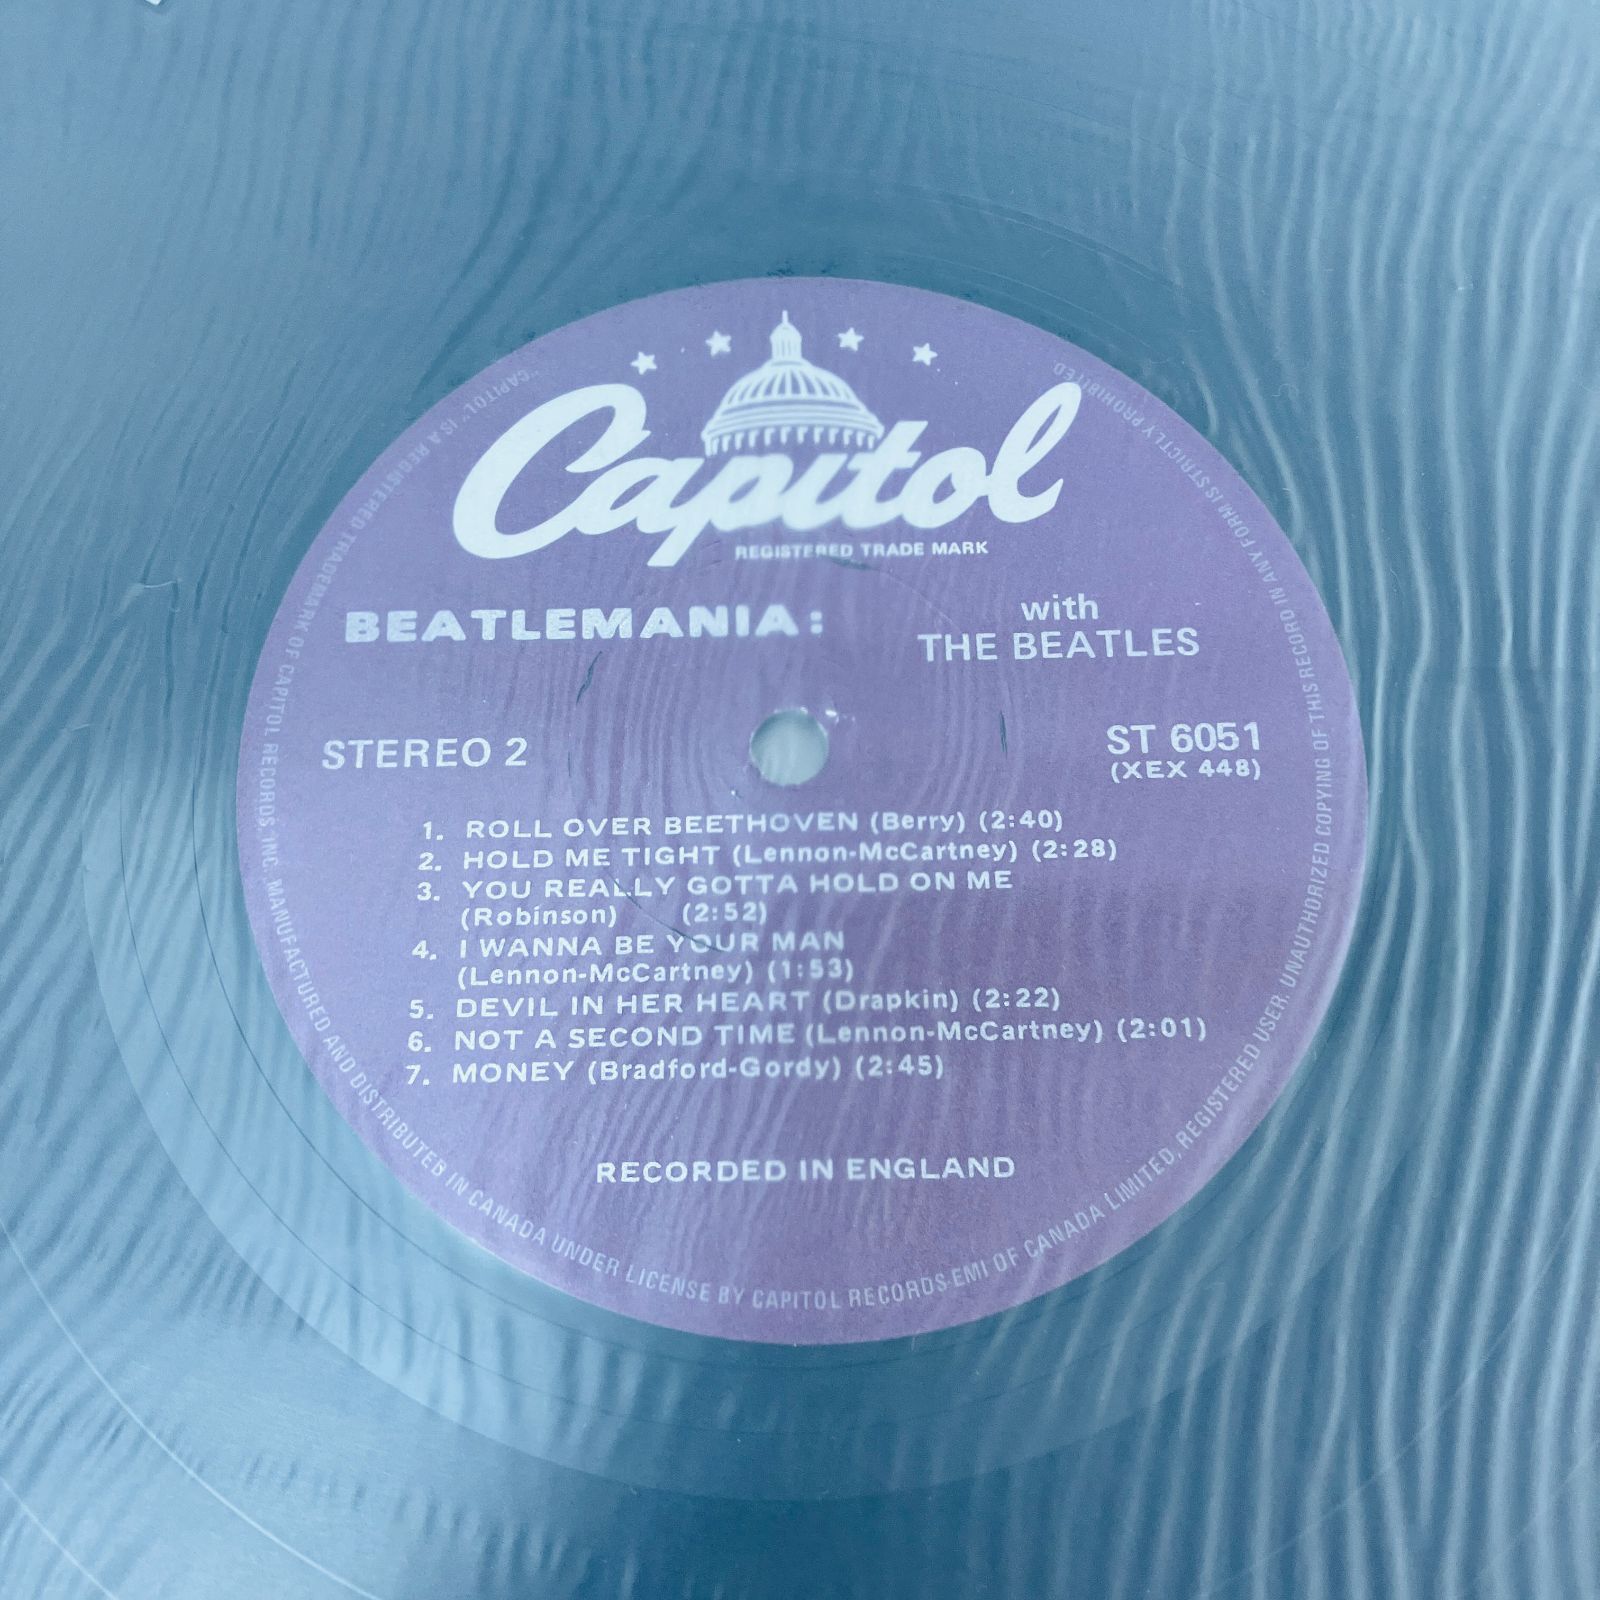 Capitol
REGISTERED TRADE MARK
BEATLEMANIA:
with
THE BEATLES
STEREO 2
ST 6051
(XEX 448)
1. ROLL OVER BEETHOVEN (Berry) (2:40)
2. HOLD ME TIGHT (Lennon-McCartney) (2:28)
3. YOU REALLY GOTTA HOLD ON ME
(Robinson) (2:52)
4. I WANNA BE YOUR MAN
(Lennon-McCartney) (1:53)
5. DEVIL IN HER HEART (Drapkin) (2:22)
6. NOT A SECOND TIME (Lennon-McCartney) (2:01)
7. MONEY (Bradford-Gordy) (2:45)
RECORDED IN ENGLAND
"CAPITOL" IS A REGISTERED TRADEMARK OF CAPITOL RECORDS INC. MANUFACTURED AND DISTRIBUTED IN CANADA UNDER LICENSE BY CAPITOL RECORDS-EMI OF CANADA LIMITED, REGISTERED USER. UNAUTHORIZED COPYING OF THIS RECORD IN ANY FORM IS STRICTLY PROHIBITED